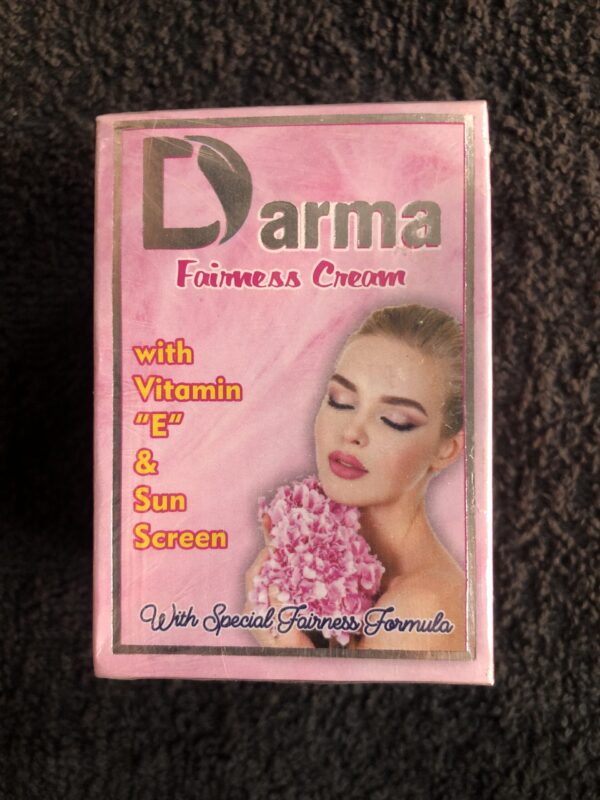 Darma
Fairness Cream
with
Vitamin
"E"
&
Sun
Screen
With Special Fairness Formula